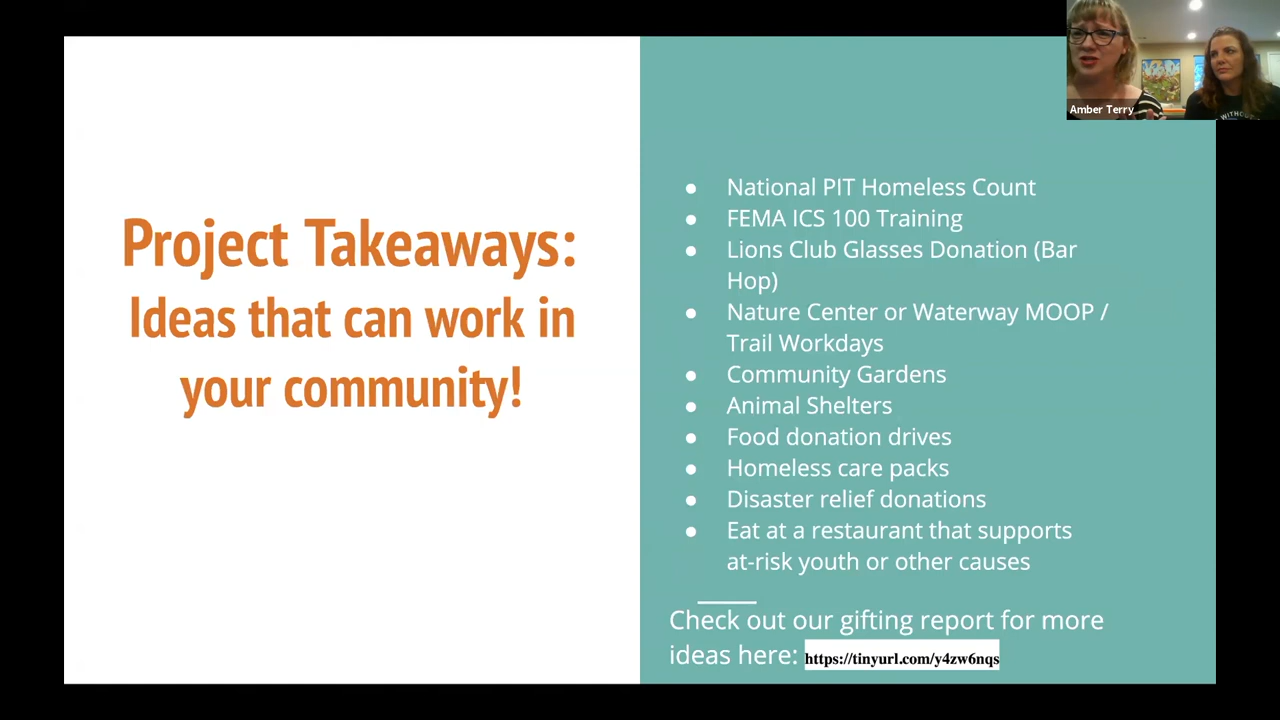 Project Takeaways:
Ideas that can work in
your community!
● National PIT Homeless Count
● FEMA ICS 100 Training
● Lions Club Glasses Donation (Bar
Hop)
● Nature Center or Waterway MOOP /
Trail Workdays
● Community Gardens
● Animal Shelters
● Food donation drives
● Homeless care packs
● Disaster relief donations
● Eat at a restaurant that supports
at-risk youth or other causes
Check out our gifting report for more
ideas here: https://tinyurl.com/y4zw6nqs
Amber Terry